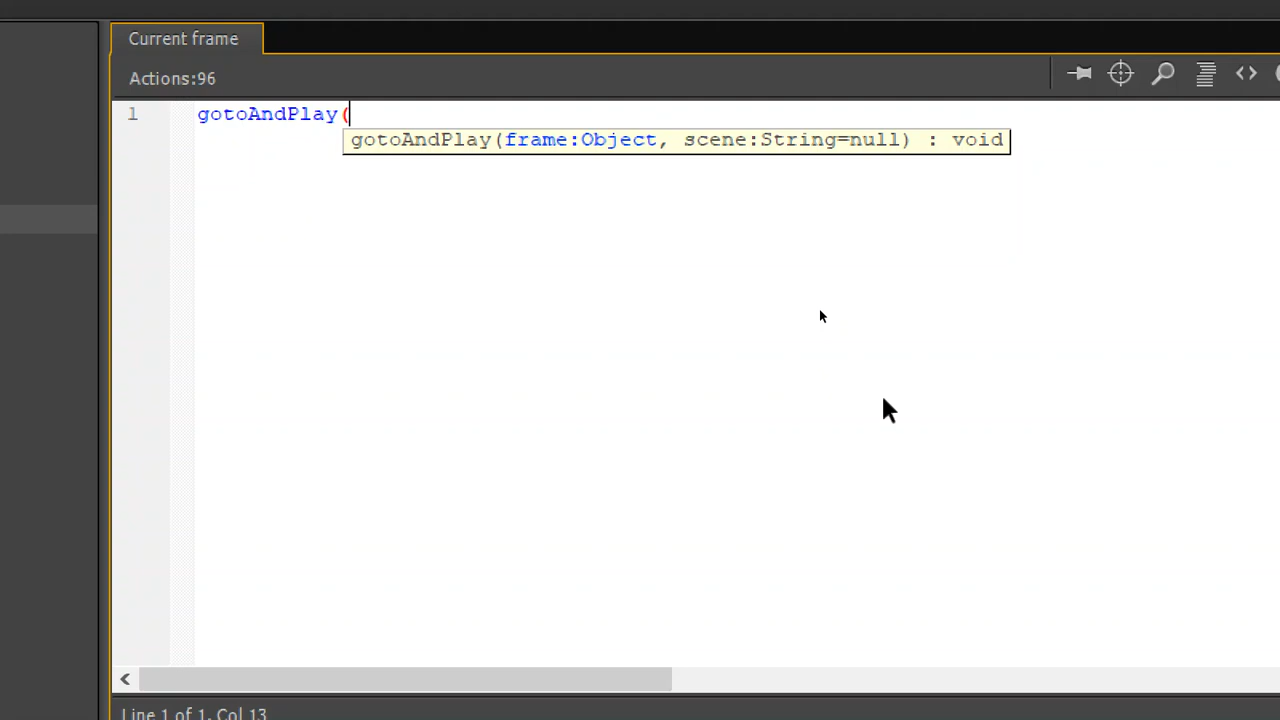 Current frame
Actions:96
1 gotoAndPlay(
gotoAndPlay(frame:Object, scene:String=null) : void
Line 1 of 1, Col 13